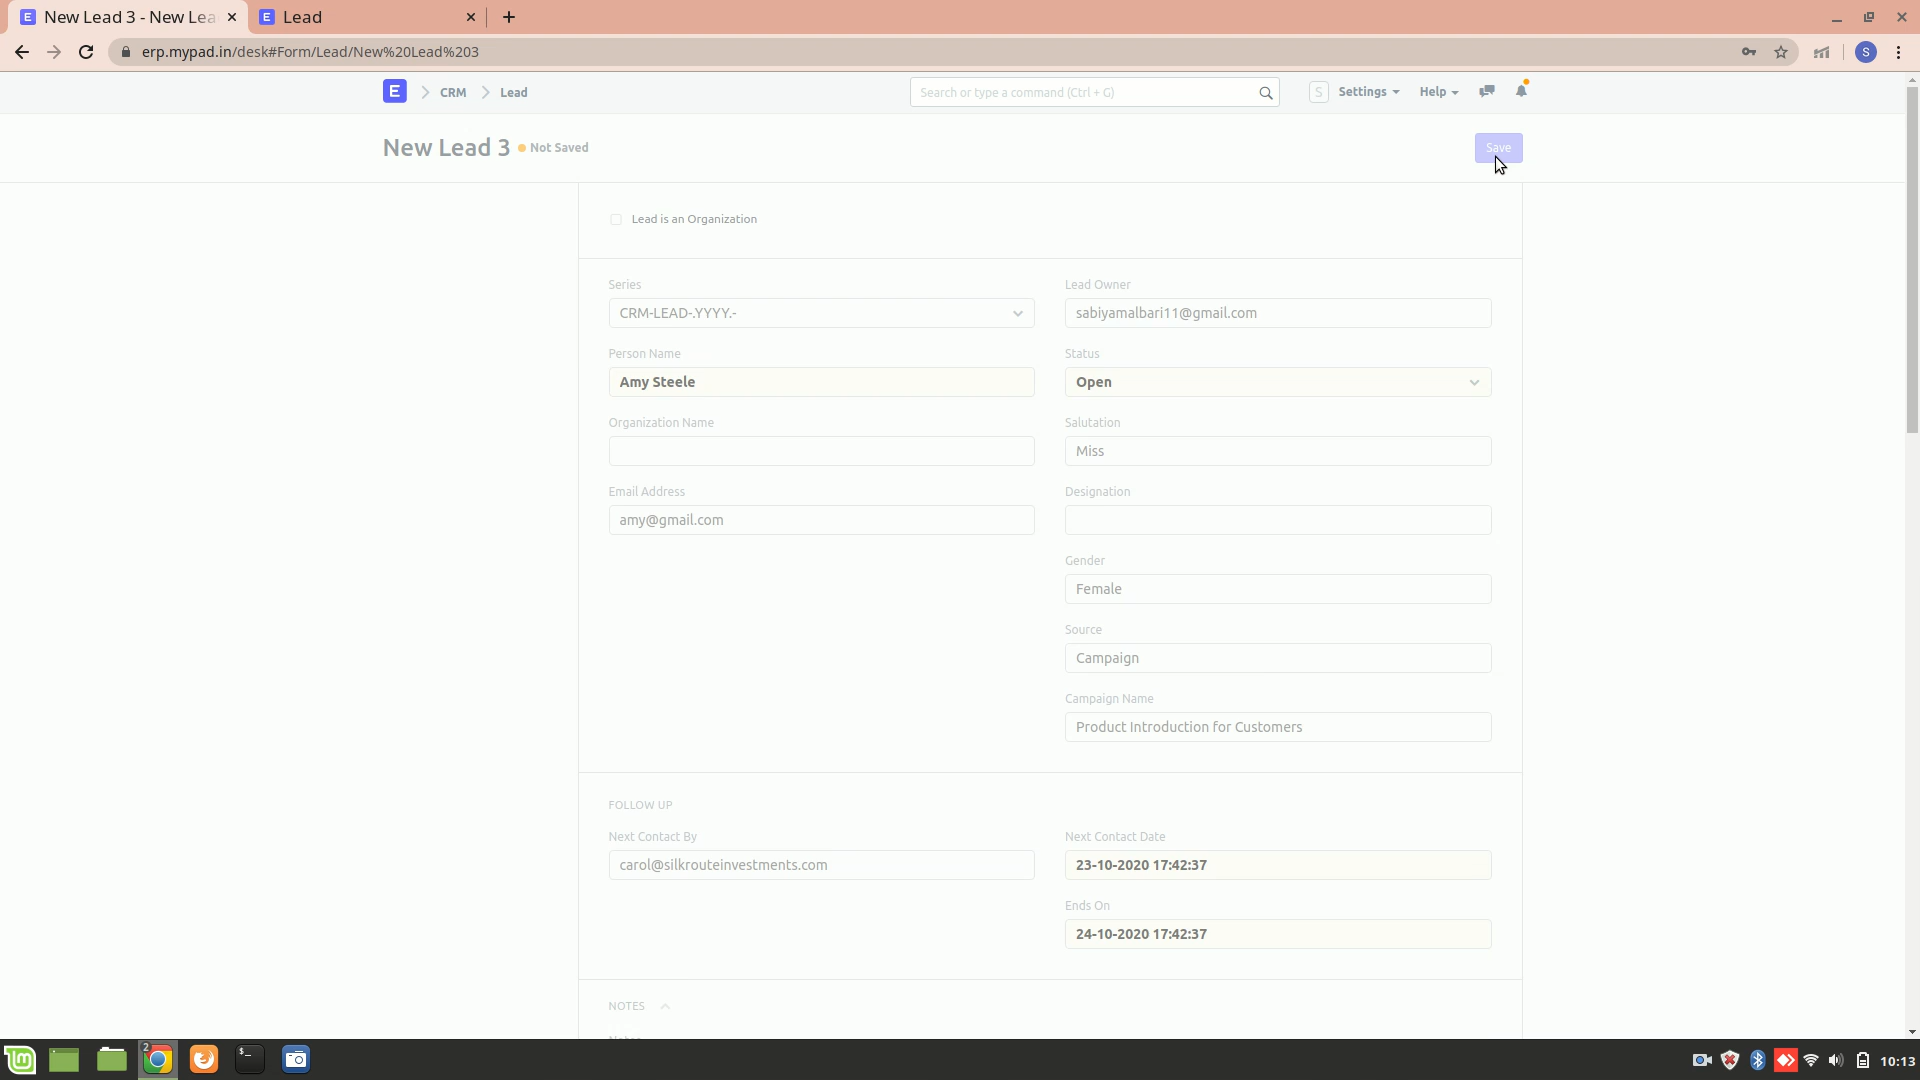 New Lead 3 - New Lea
Lead
erp.mypad.in/desk#Form/Lead/New%20Lead%203
S
E
CRM
Lead
Search or type a command (Ctrl + G)
S
Settings
Help
New Lead 3
Not Saved
Save
Lead is an Organization
Series
Lead Owner
CRM-LEAD-.YYYY.-
sabiyamalbari11@gmail.com
Person Name
Status
Amy Steele
Open
Organization Name
Salutation
Miss
Email Address
Designation
amy@gmail.com
Gender
Female
Source
Campaign
Campaign Name
Product Introduction for Customers
FOLLOW UP
Next Contact By
Next Contact Date
carol@silkrouteinvestments.com
23-10-2020 17:42:37
Ends On
24-10-2020 17:42:37
NOTES
2
10:13